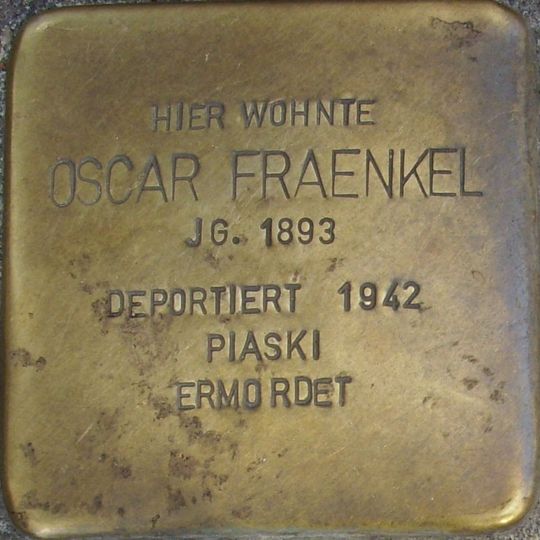 HIER WOHNTE
OSCAR FRAENKEL
JG. 1893
DEPORTIERT 1942
PIASKI
ERMORDET